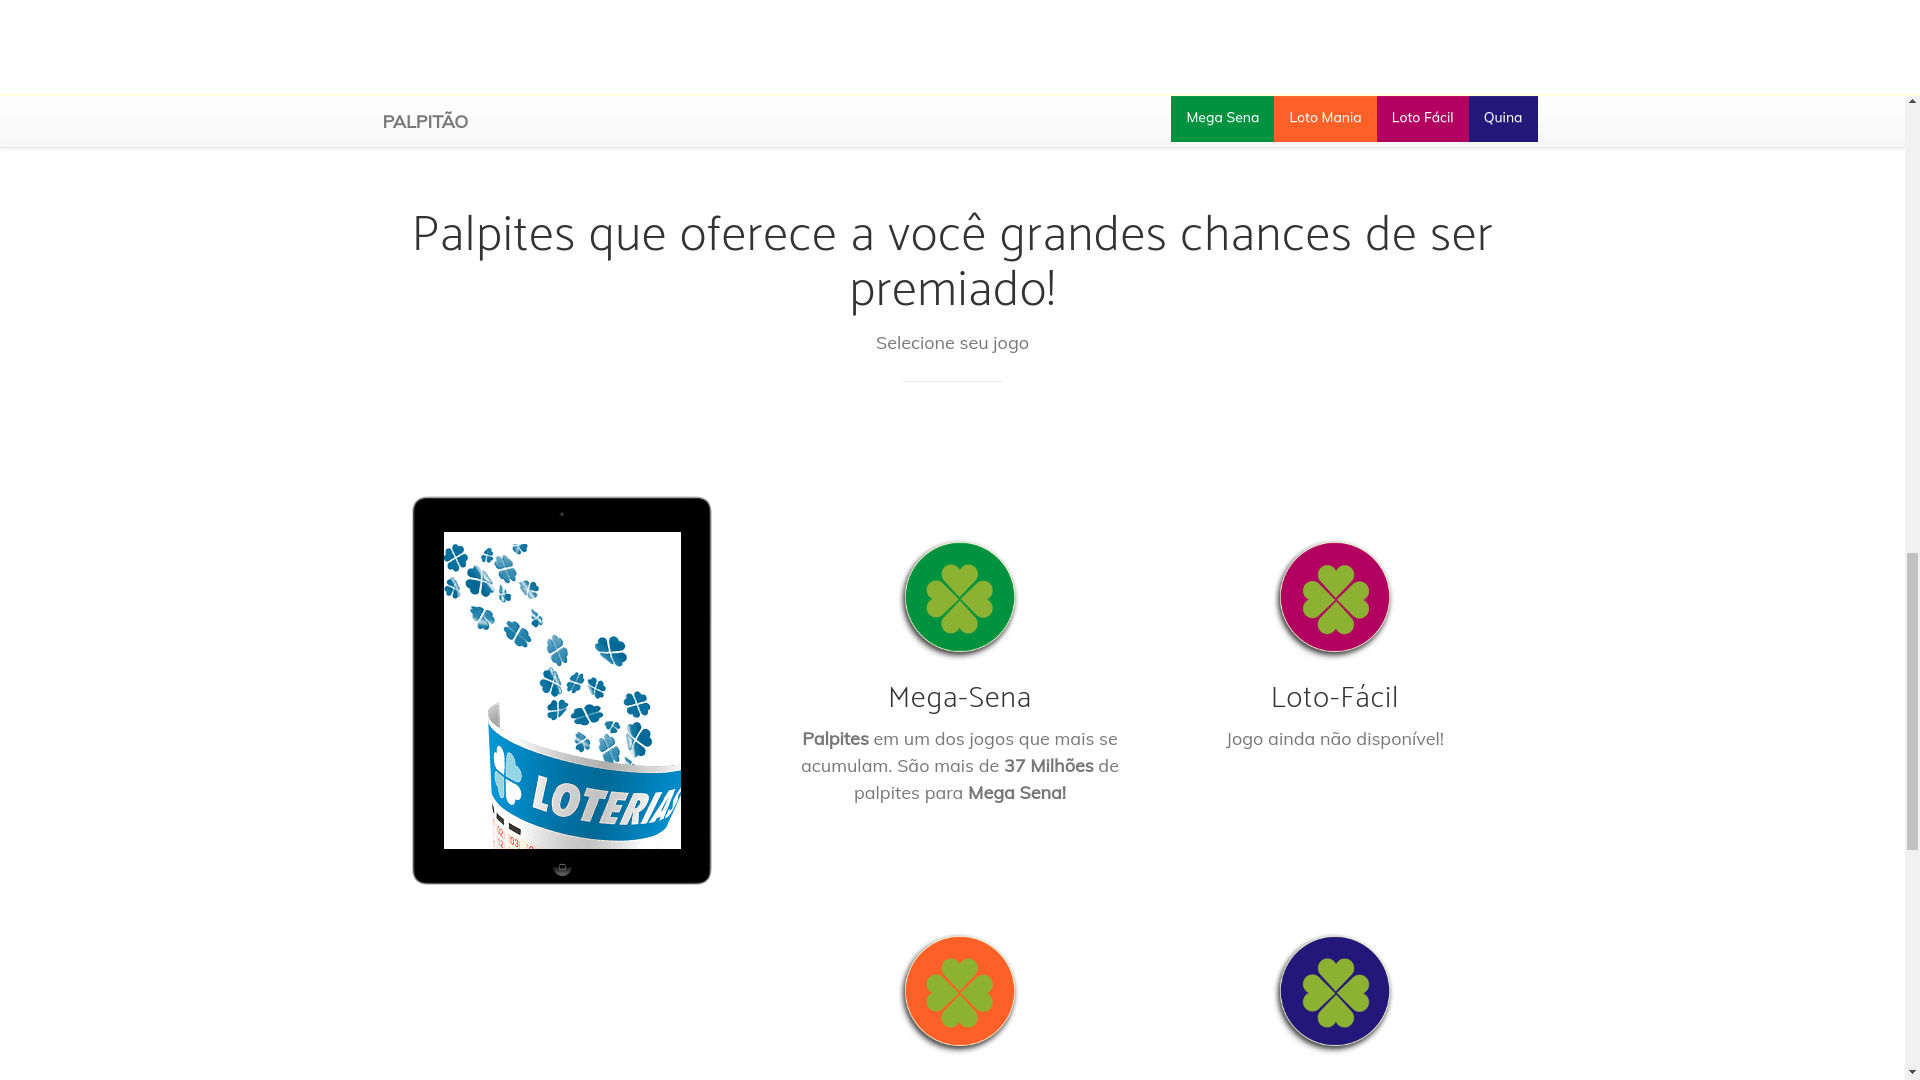 PALPITÃO
Mega Sena
Loto Mania
Loto Fácil
Quina
Palpites que oferece a você grandes chances de ser
premiado!
Selecione seu jogo
LOTERIAS
Mega-Sena
Palpites em um dos jogos que mais se
acumulam. São mais de 37 Milhões de
palpites para Mega Sena!
Loto-Fácil
Jogo ainda não disponível!